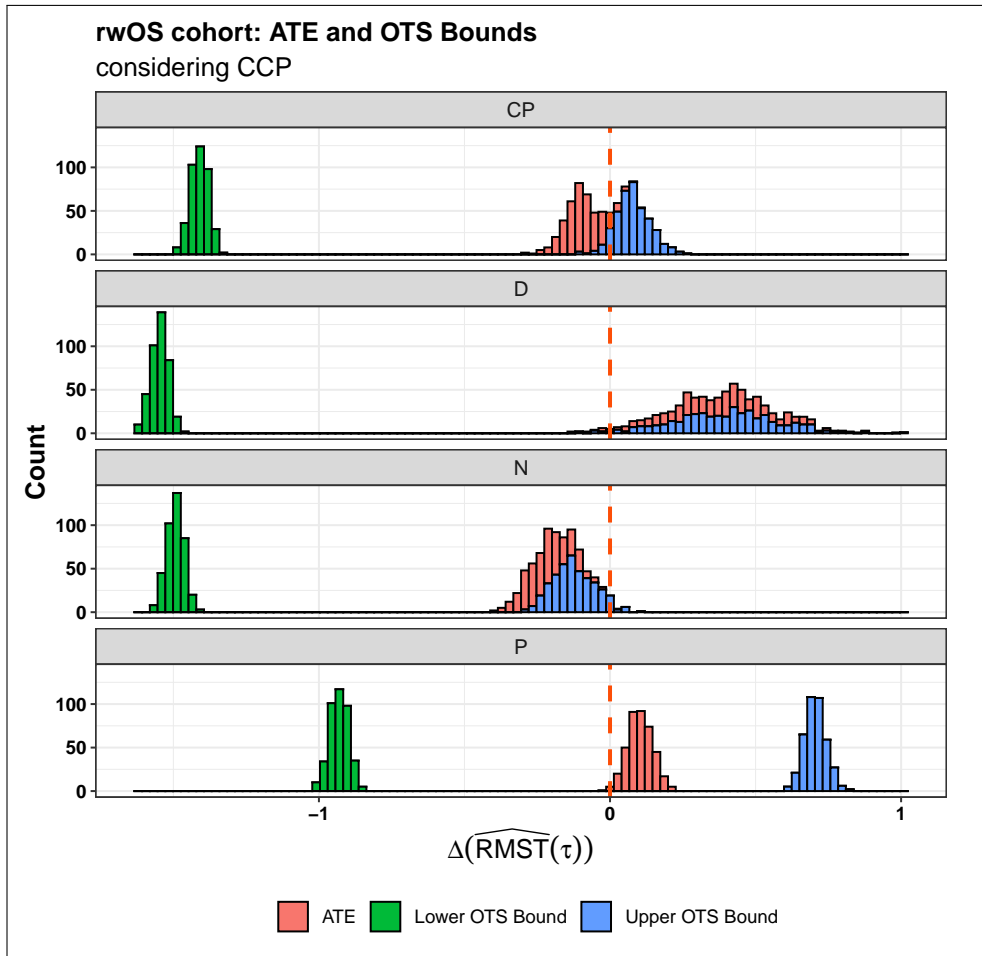 rwOS cohort: ATE and OTS Bounds
considering CCP
CP
100
50
0
D
100
50
0
N
100
50
0
P
100
50
0
Count
−1 0 1
Δ(\widehat{RMST}(τ))
ATE Lower OTS Bound Upper OTS Bound